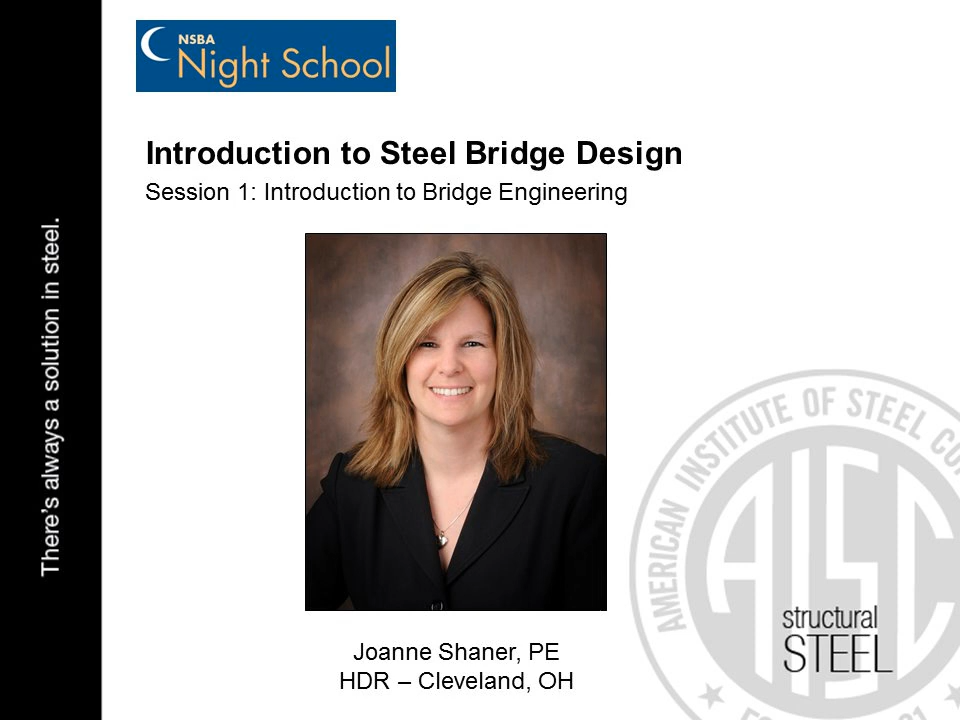 NSBA
Night School
Introduction to Steel Bridge Design
Session 1: Introduction to Bridge Engineering
There's always a solution in steel.
AMERICAN INSTITUTE OF STEEL CO
AISC
structural
STEEL
Joanne Shaner, PE
HDR – Cleveland, OH